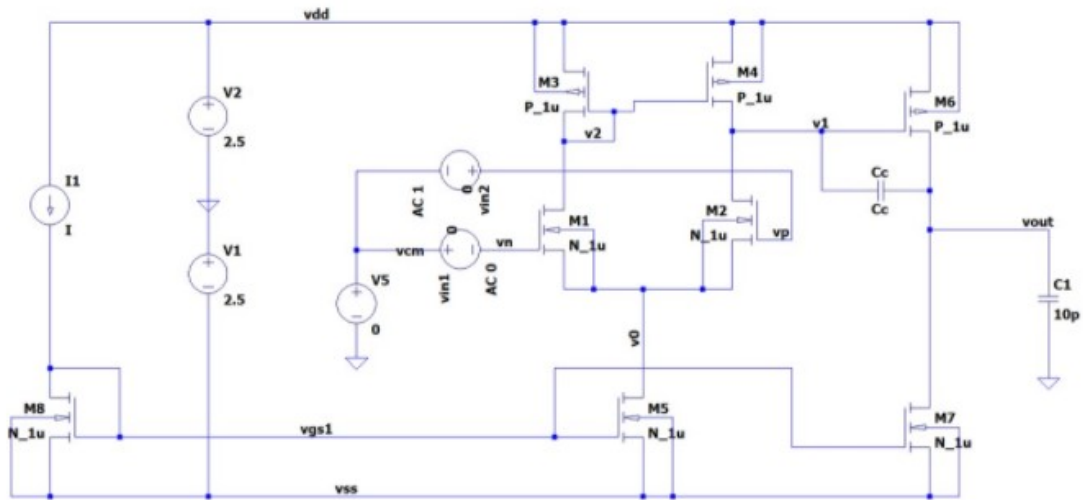 vdd
V2
2.5
I1
I
V1
2.5
M3
P_1u
M4
P_1u
M6
P_1u
v2
v1
Cc
Cc
AC 1
0
vin2
M1
N_1u
M2
N_1u
vp
vn
vcm
0
vin1
AC 0
V5
0
vout
C1
10p
v0
M8
N_1u
vgs1
M5
N_1u
M7
N_1u
vss